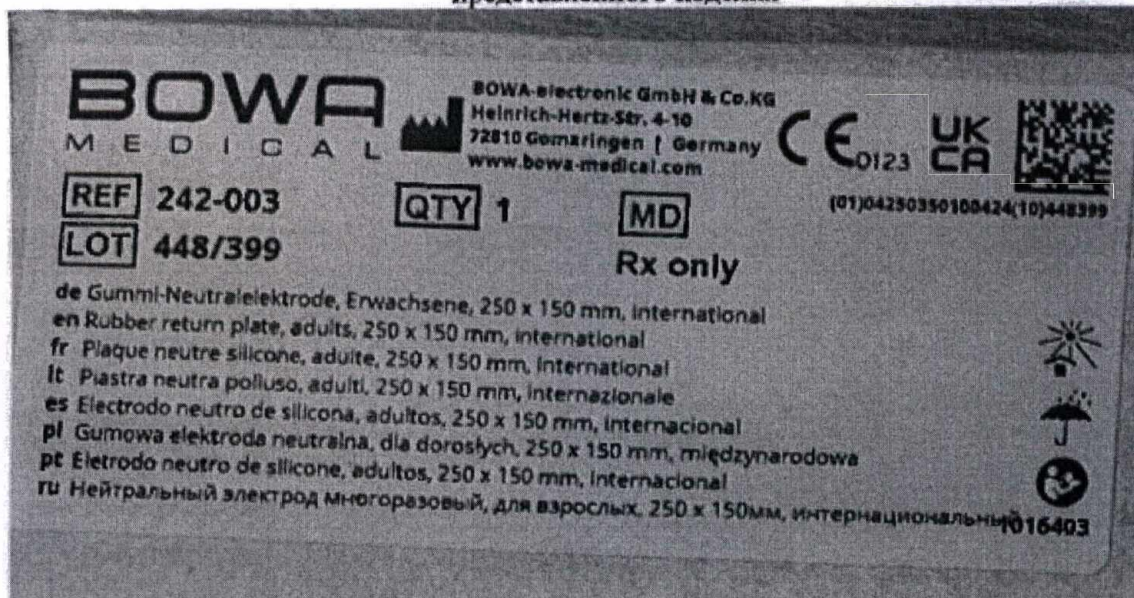 BOWA
MEDICAL
BOWA-electronic GmbH & Co.KG
Heinrich-Hertz-Str. 4-10
72810 Gomaringen | Germany
www.bowa-medical.com
CE 0123
UK
CA
(01)04250350100424(10)448399
REF 242-003
QTY 1
MD
LOT 448/399
Rx only
de Gummi-Neutralelektrode, Erwachsene, 250 x 150 mm, international
en Rubber return plate, adults, 250 x 150 mm, international
fr Plaque neutre silicone, adulte, 250 x 150 mm, international
it Piastra neutra poliuso, adulti, 250 x 150 mm, internazionale
es Electrodo neutro de silicona, adultos, 250 x 150 mm, internacional
pl Gumowa elektroda neutralna, dla dorosłych, 250 x 150 mm, międzynarodowa
pt Eletrodo neutro de silicone, adultos, 250 x 150 mm, internacional
ru Нейтральный электрод многоразовый, для взрослых, 250 x 150мм, интернациональный
1016403